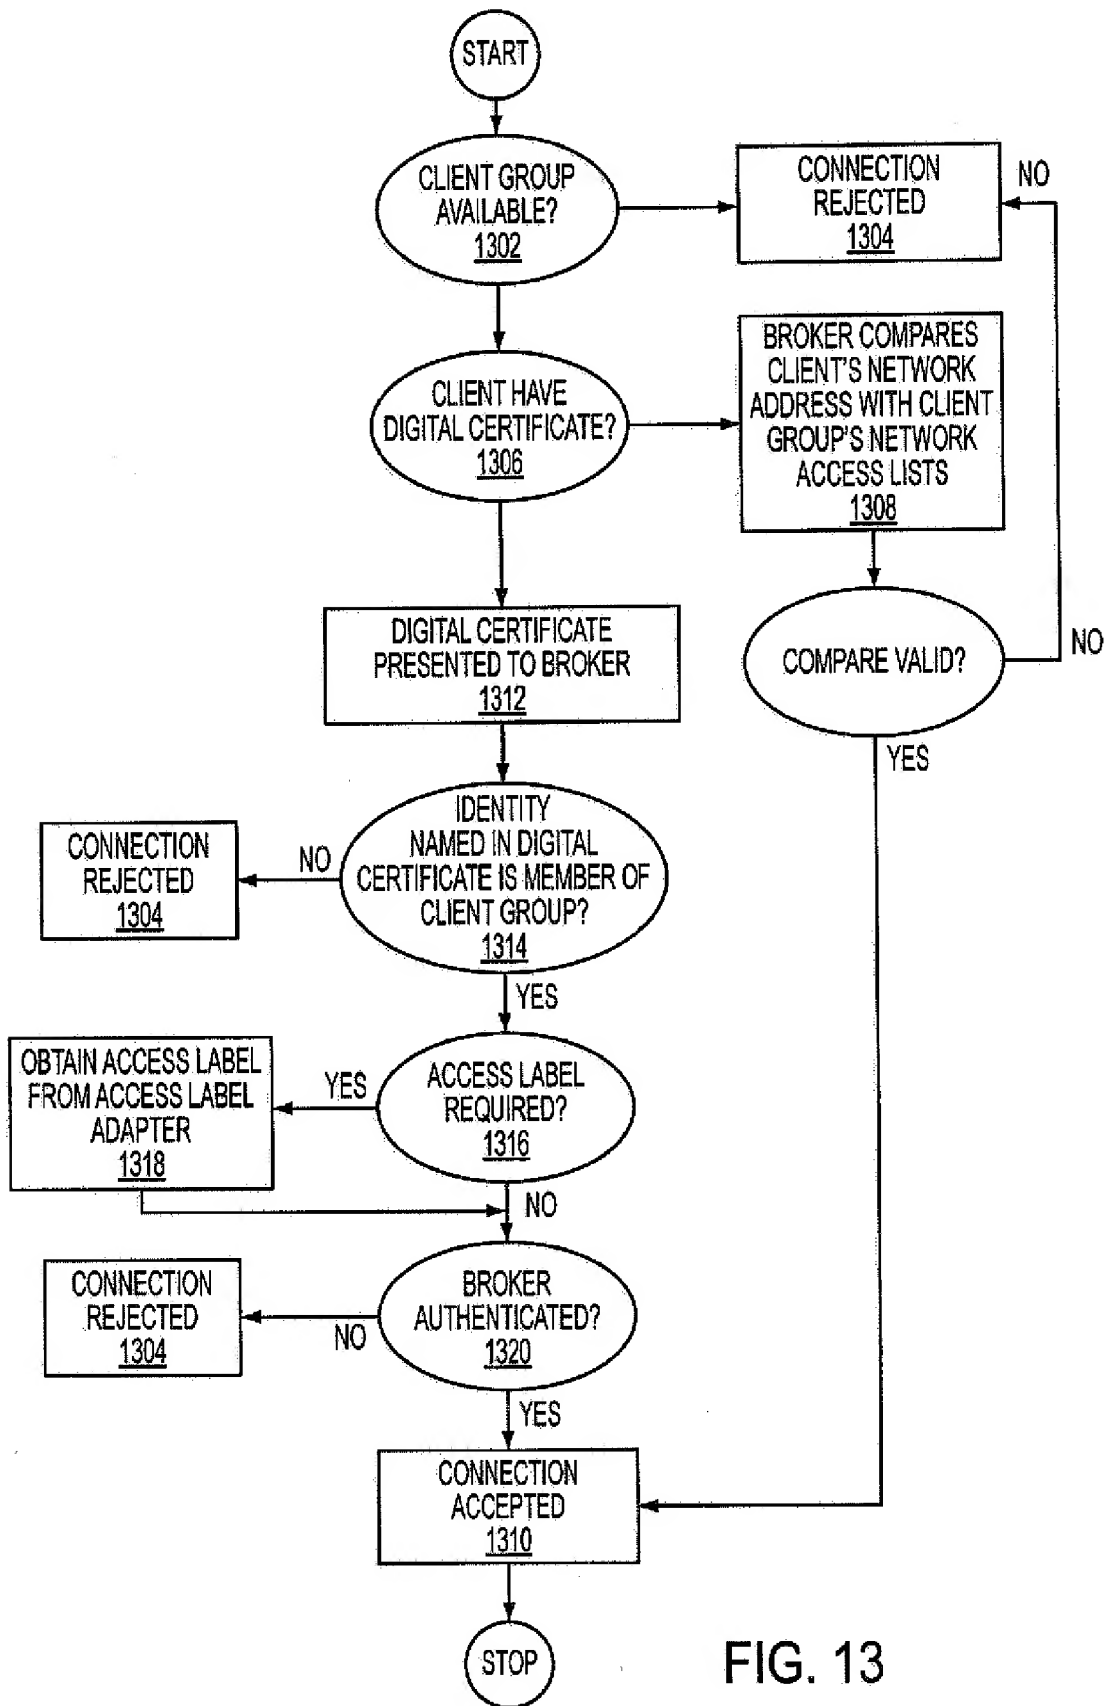 START
CLIENT GROUP
AVAILABLE?
1302
CONNECTION
REJECTED
1304
NO
CLIENT HAVE
DIGITAL CERTIFICATE?
1306
BROKER COMPARES
CLIENT'S NETWORK
ADDRESS WITH CLIENT
GROUP'S NETWORK
ACCESS LISTS
1308
DIGITAL CERTIFICATE
PRESENTED TO BROKER
1312
COMPARE VALID?
NO
YES
IDENTITY
NAMED IN DIGITAL
CERTIFICATE IS MEMBER OF
CLIENT GROUP?
1314
NO
CONNECTION
REJECTED
1304
YES
ACCESS LABEL
REQUIRED?
1316
YES
OBTAIN ACCESS LABEL
FROM ACCESS LABEL
ADAPTER
1318
NO
BROKER
AUTHENTICATED?
1320
NO
CONNECTION
REJECTED
1304
YES
CONNECTION
ACCEPTED
1310
STOP
FIG. 13